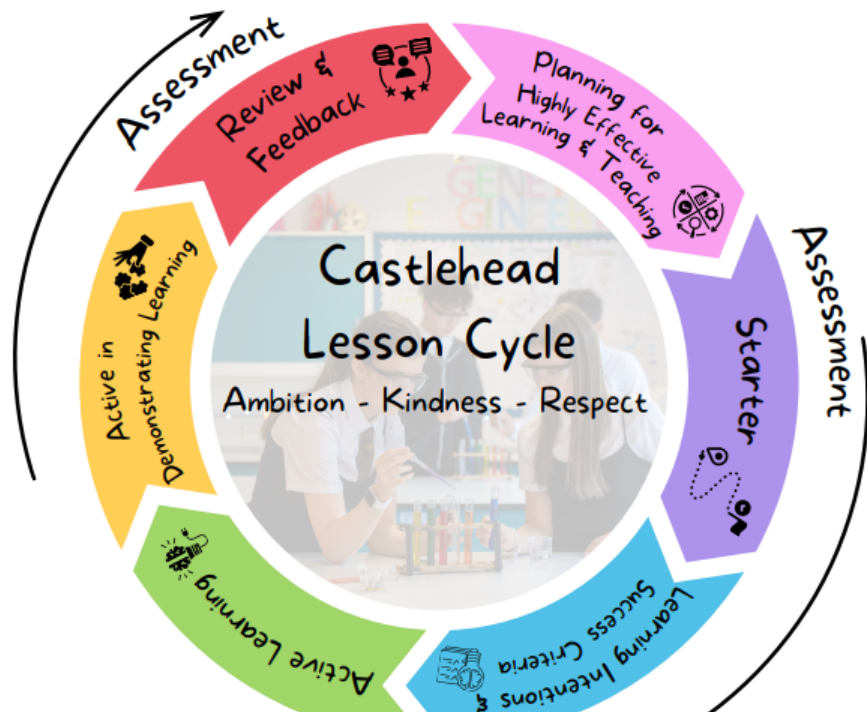 Assessment
Review &
Feedback
Planning for
Highly Effective
Learning & Teaching
Assessment
Starter
Learning Intentions &
Success Criteria
Active Learning
Active in
Demonstrating Learning
Castlehead
Lesson Cycle
Ambition - Kindness - Respect